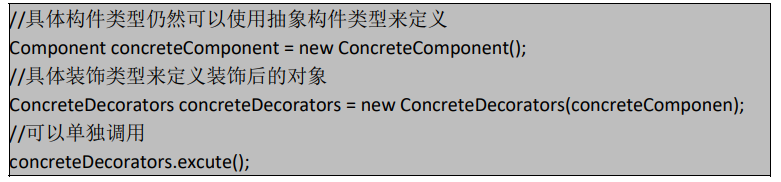 //具体构件类型仍然可以使用抽象构件类型来定义
Component concreteComponent = new ConcreteComponent();
//具体装饰类型来定义装饰后的对象
ConcreteDecorators concreteDecorators = new ConcreteDecorators(concreteComponen);
//可以单独调用
concreteDecorators.excute();